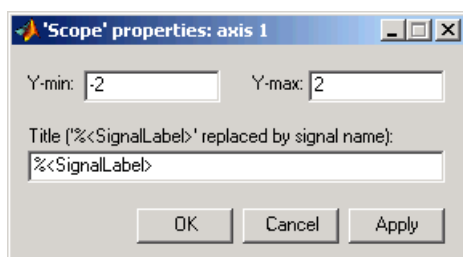 'Scope' properties: axis 1
Y-min: -2 Y-max: 2
Title ('%<SignalLabel>' replaced by signal name):
%<SignalLabel>
OK Cancel Apply